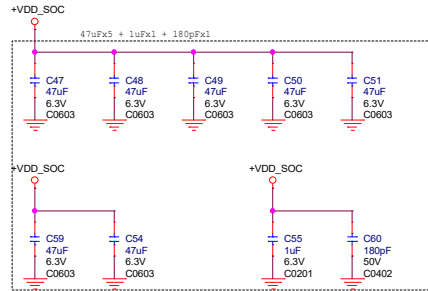 +VDD_SOC
47uFx5 + 1uFx1 + 180pFx1
C47 C48 C49 C50 C51
47uF 47uF 47uF 47uF 47uF
6.3V 6.3V 6.3V 6.3V 6.3V
C0603 C0603 C0603 C0603 C0603
+VDD_SOC +VDD_SOC
C59 C54 C55 C60
47uF 47uF 1uF 180pF
6.3V 6.3V 6.3V 50V
C0603 C0603 C0201 C0402